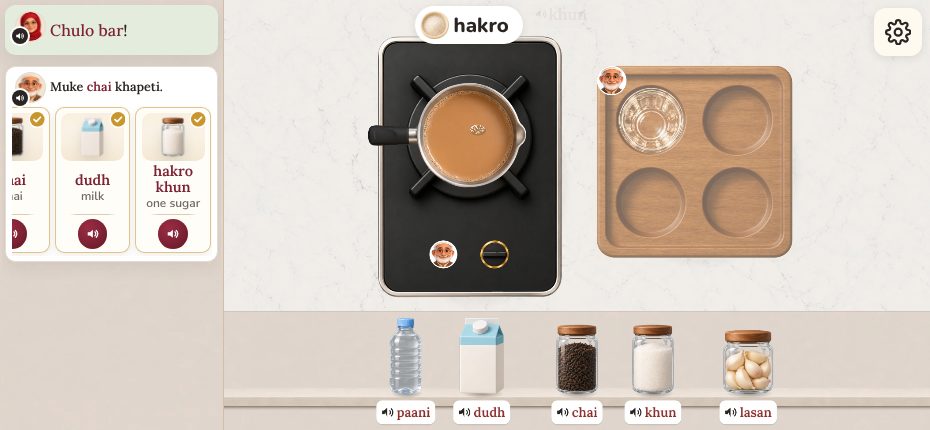 Chulo bar!
Muke chai khapeti.
ai
ai
dudh
milk
hakro
khun
one sugar
khun
hakro
paani
dudh
chai
khun
lasan